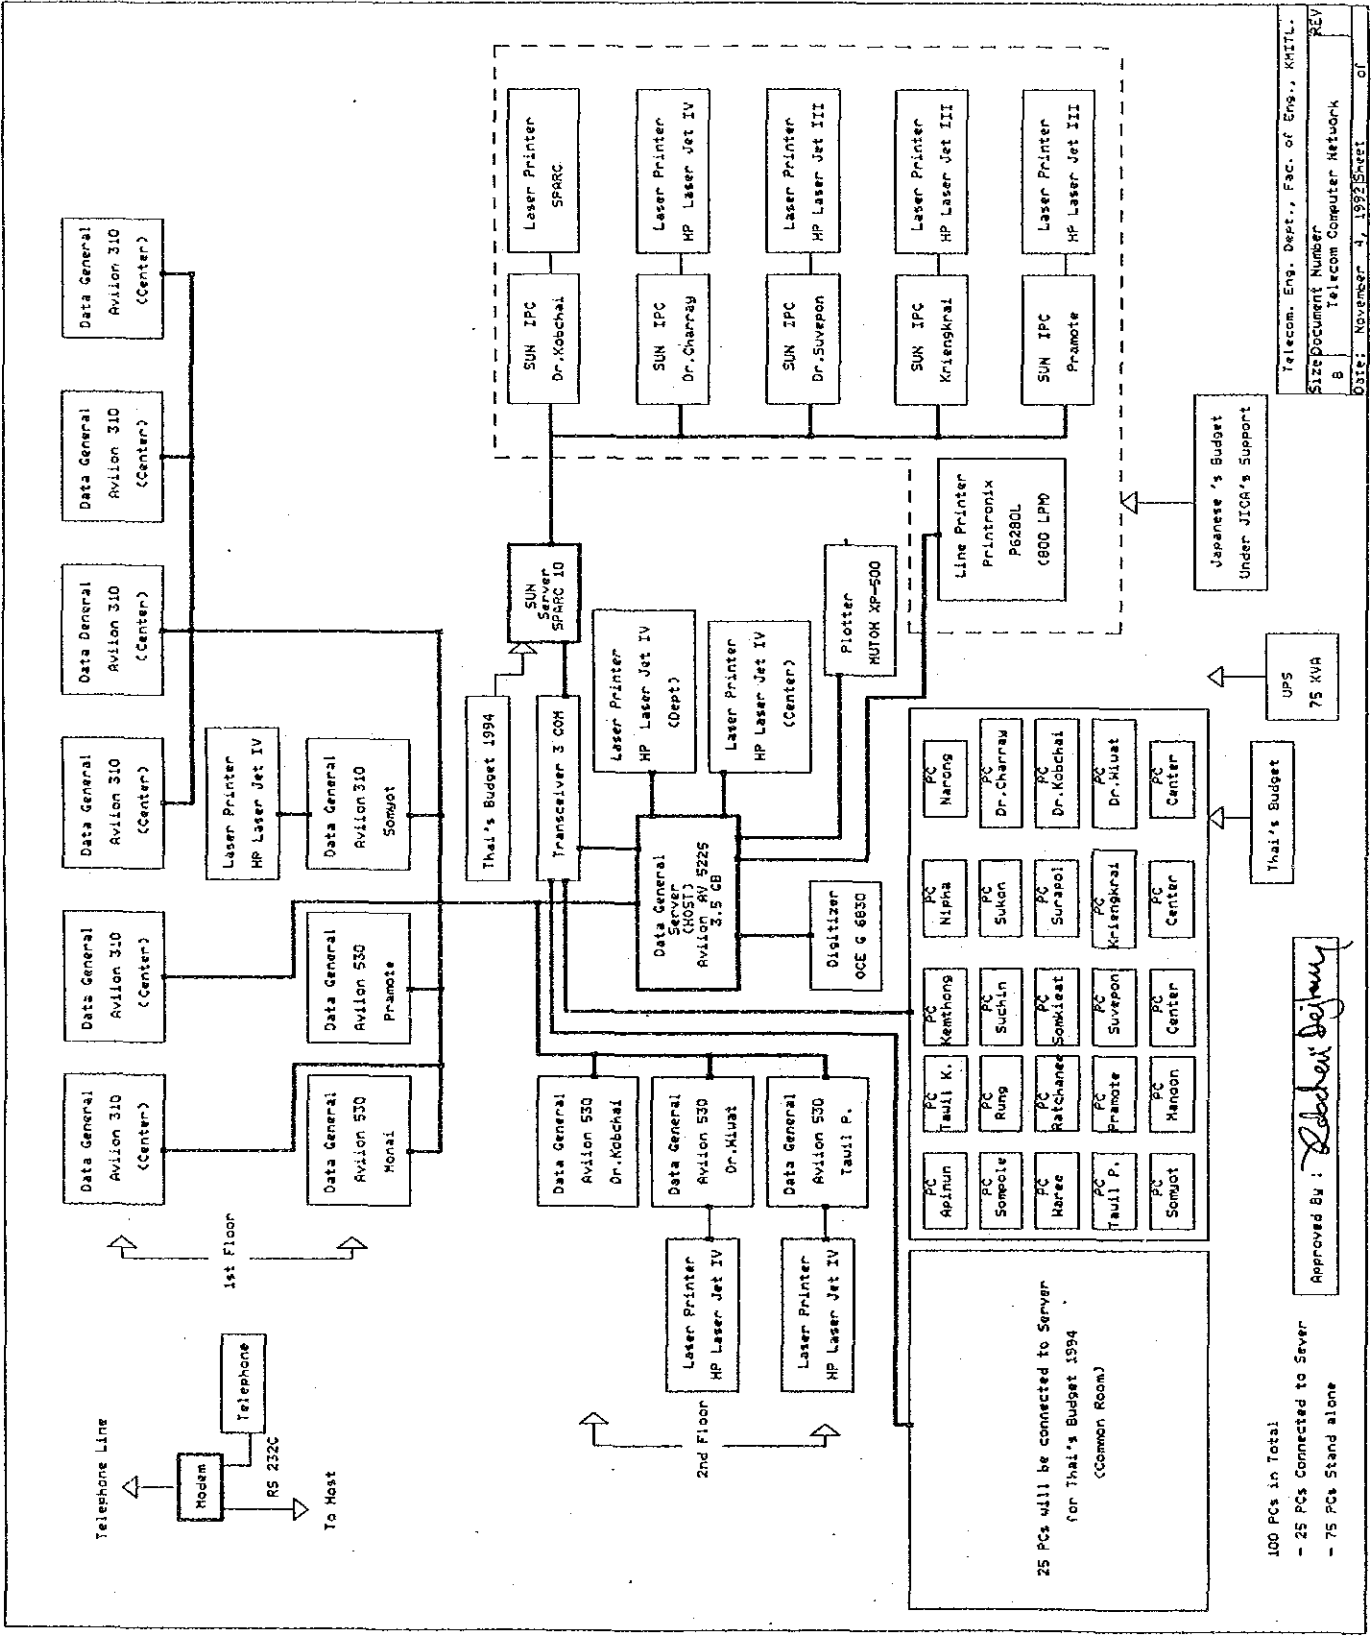 Telephone Line
Modem
Telephone
RS 232C
To Host
1st Floor
Data General
Aviion 310
(Center)
Data General
Aviion 310
(Center)
Data General
Aviion 310
(Center)
Data Deneral
Aviion 310
(Center)
Data General
Aviion 310
(Center)
Data General
Aviion 310
(Center)
Laser Printer
HP Laser Jet IV
Data General
Aviion 530
Monai
Data General
Aviion 530
Pramote
Data General
Aviion 310
Somyot
Thai's Budget 1994
SUN
Server
SPARC 10
Transceiver 3 COM
SUN IPC
Dr.Kobchai
Laser Printer
SPARC
SUN IPC
Dr.Charray
Laser Printer
HP Laser Jet IV
SUN IPC
Dr.Suvepon
Laser Printer
HP Laser Jet III
SUN IPC
Kriengkrai
Laser Printer
HP Laser Jet III
SUN IPC
Pramote
Laser Printer
HP Laser Jet III
2nd Floor
Data General
Aviion 530
Dr.Kobchai
Laser Printer
HP Laser Jet IV
Data General
Aviion 530
Dr.Wiwat
Laser Printer
HP Laser Jet IV
Data General
Aviion 530
Tawil P.
Data General
Server
(HOST)
Aviion AV 5225
3.5 GB
Laser Printer
HP Laser Jet IV
(Dept)
Laser Printer
HP Laser Jet IV
(Center)
Digitizer
OCE G 6830
Plotter
MUTOH XP-500
Line Printer
Printronix
P6280L
(800 LPM)
25 PCs will be connected to Server
for Thai's Budget 1994
(Common Room)
PC Apinun
PC Tawil K.
PC Kemthong
PC Nipha
PC Narong
PC Sompole
PC Rung
PC Suchin
PC Sukon
PC Dr.Charray
PC Waree
PC Ratchanee
PC Somkieat
PC Surapol
PC Dr.Kobchai
PC Tawil P.
PC Pramote
PC Suvepon
PC Kriengkrai
PC Dr.Wiwat
PC Somyot
PC Manoon
PC Center
PC Center
PC Center
Thai's Budget
UPS
75 KVA
Japanese 's Budget
Under JICA's Support
100 PCs in Total
- 25 PCs Connected to Sever
- 75 PCs Stand alone
Approved By :
Telecom. Eng. Dept., Fac. of Eng., KMITL.
Size Document Number REV
B Telecom Computer Network
Date: November 4, 1992 Sheet of